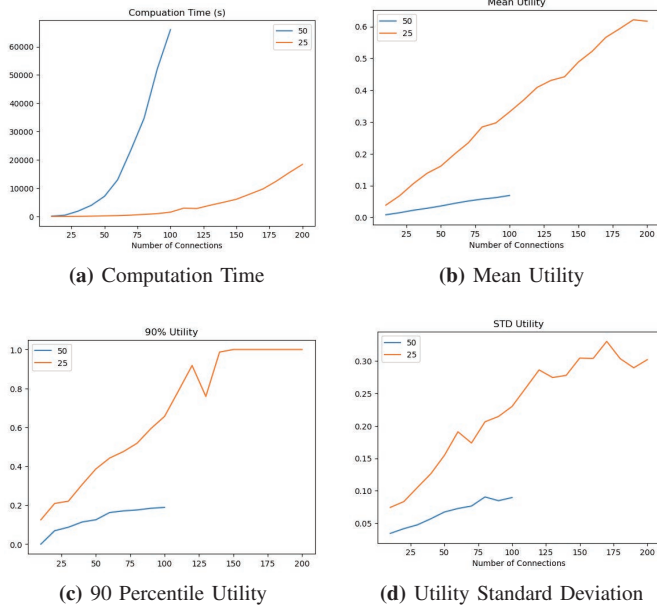 Compuation Time (s)
50
25
60000
50000
40000
30000
20000
10000
0
25 50 75 100 125 150 175 200
Number of Connections
(a) Computation Time
Mean Utility
50
25
0.6
0.5
0.4
0.3
0.2
0.1
0.0
25 50 75 100 125 150 175 200
Number of Connections
(b) Mean Utility
90% Utility
50
25
1.0
0.8
0.6
0.4
0.2
0.0
25 50 75 100 125 150 175 200
(c) 90 Percentile Utility
STD Utility
50
25
0.30
0.25
0.20
0.15
0.10
0.05
25 50 75 100 125 150 175 200
Number of Connections
(d) Utility Standard Deviation